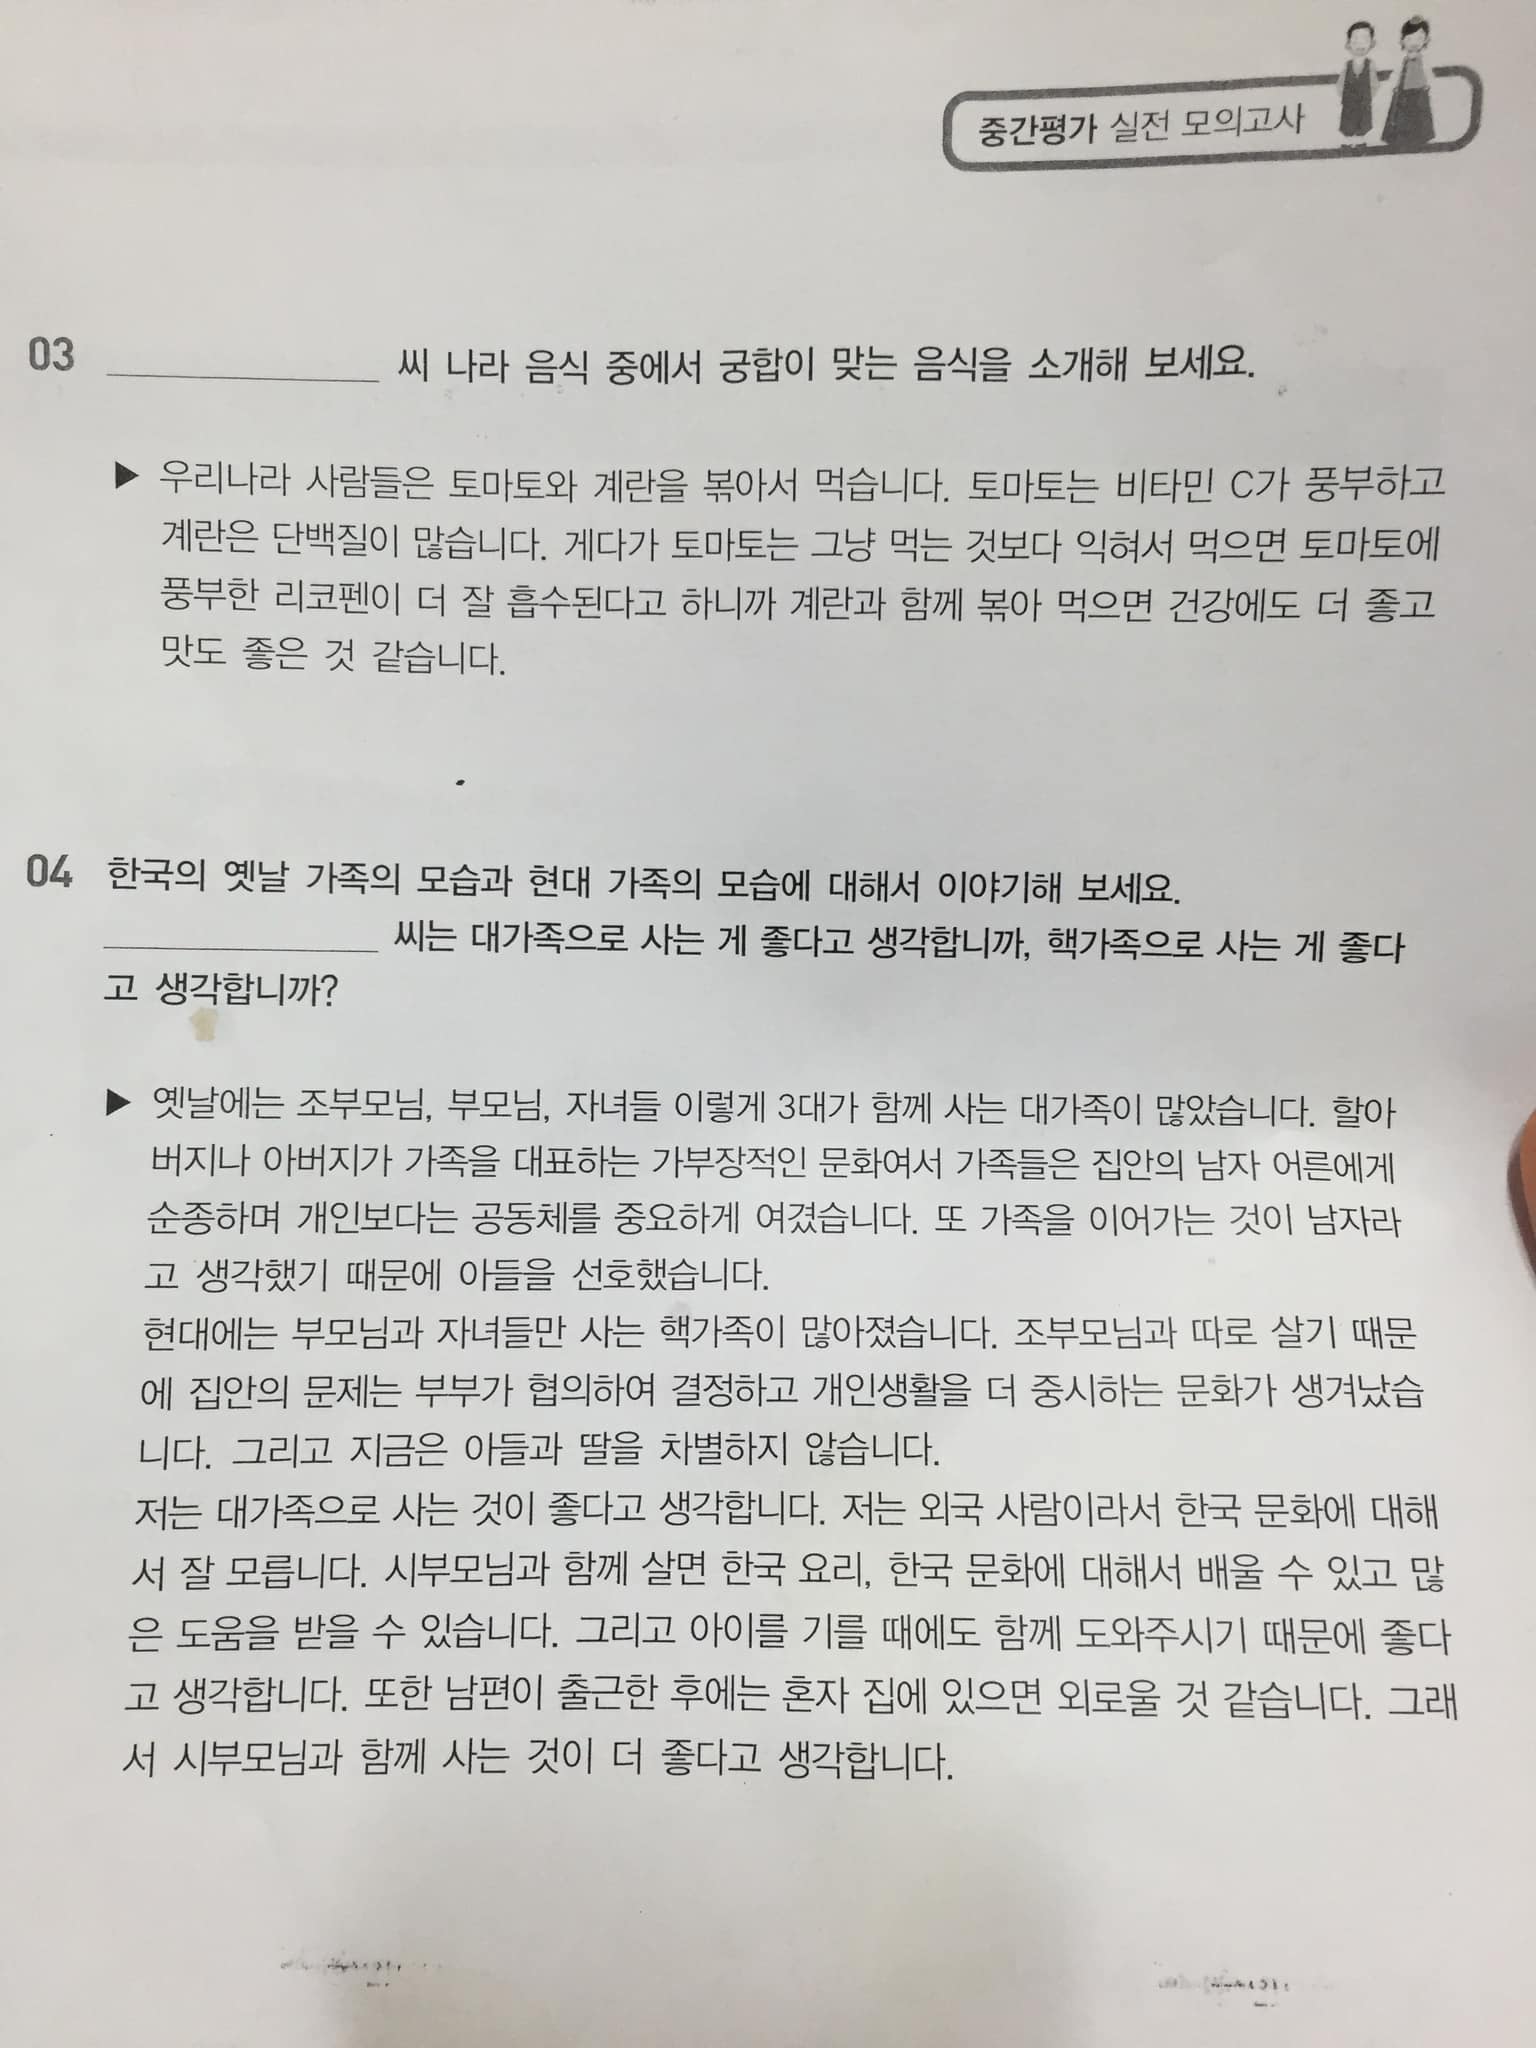 중간평가 실전 모의고사
03 ____________ 씨 나라 음식 중에서 궁합이 맞는 음식을 소개해 보세요.
▶ 우리나라 사람들은 토마토와 계란을 볶아서 먹습니다. 토마토는 비타민 C가 풍부하고
계란은 단백질이 많습니다. 게다가 토마토는 그냥 먹는 것보다 익혀서 먹으면 토마토에
풍부한 리코펜이 더 잘 흡수된다고 하니까 계란과 함께 볶아 먹으면 건강에도 더 좋고
맛도 좋은 것 같습니다.
04 한국의 옛날 가족의 모습과 현대 가족의 모습에 대해서 이야기해 보세요.
____________ 씨는 대가족으로 사는 게 좋다고 생각합니까, 핵가족으로 사는 게 좋다
고 생각합니까?
▶ 옛날에는 조부모님, 부모님, 자녀들 이렇게 3대가 함께 사는 대가족이 많았습니다. 할아
버지나 아버지가 가족을 대표하는 가부장적인 문화여서 가족들은 집안의 남자 어른에게
순종하며 개인보다는 공동체를 중요하게 여겼습니다. 또 가족을 이어가는 것이 남자라
고 생각했기 때문에 아들을 선호했습니다.
현대에는 부모님과 자녀들만 사는 핵가족이 많아졌습니다. 조부모님과 따로 살기 때문
에 집안의 문제는 부부가 협의하여 결정하고 개인생활을 더 중시하는 문화가 생겨났습
니다. 그리고 지금은 아들과 딸을 차별하지 않습니다.
저는 대가족으로 사는 것이 좋다고 생각합니다. 저는 외국 사람이라서 한국 문화에 대해
서 잘 모릅니다. 시부모님과 함께 살면 한국 요리, 한국 문화에 대해서 배울 수 있고 많
은 도움을 받을 수 있습니다. 그리고 아이를 기를 때에도 함께 도와주시기 때문에 좋다
고 생각합니다. 또한 남편이 출근한 후에는 혼자 집에 있으면 외로울 것 같습니다. 그래
서 시부모님과 함께 사는 것이 더 좋다고 생각합니다.